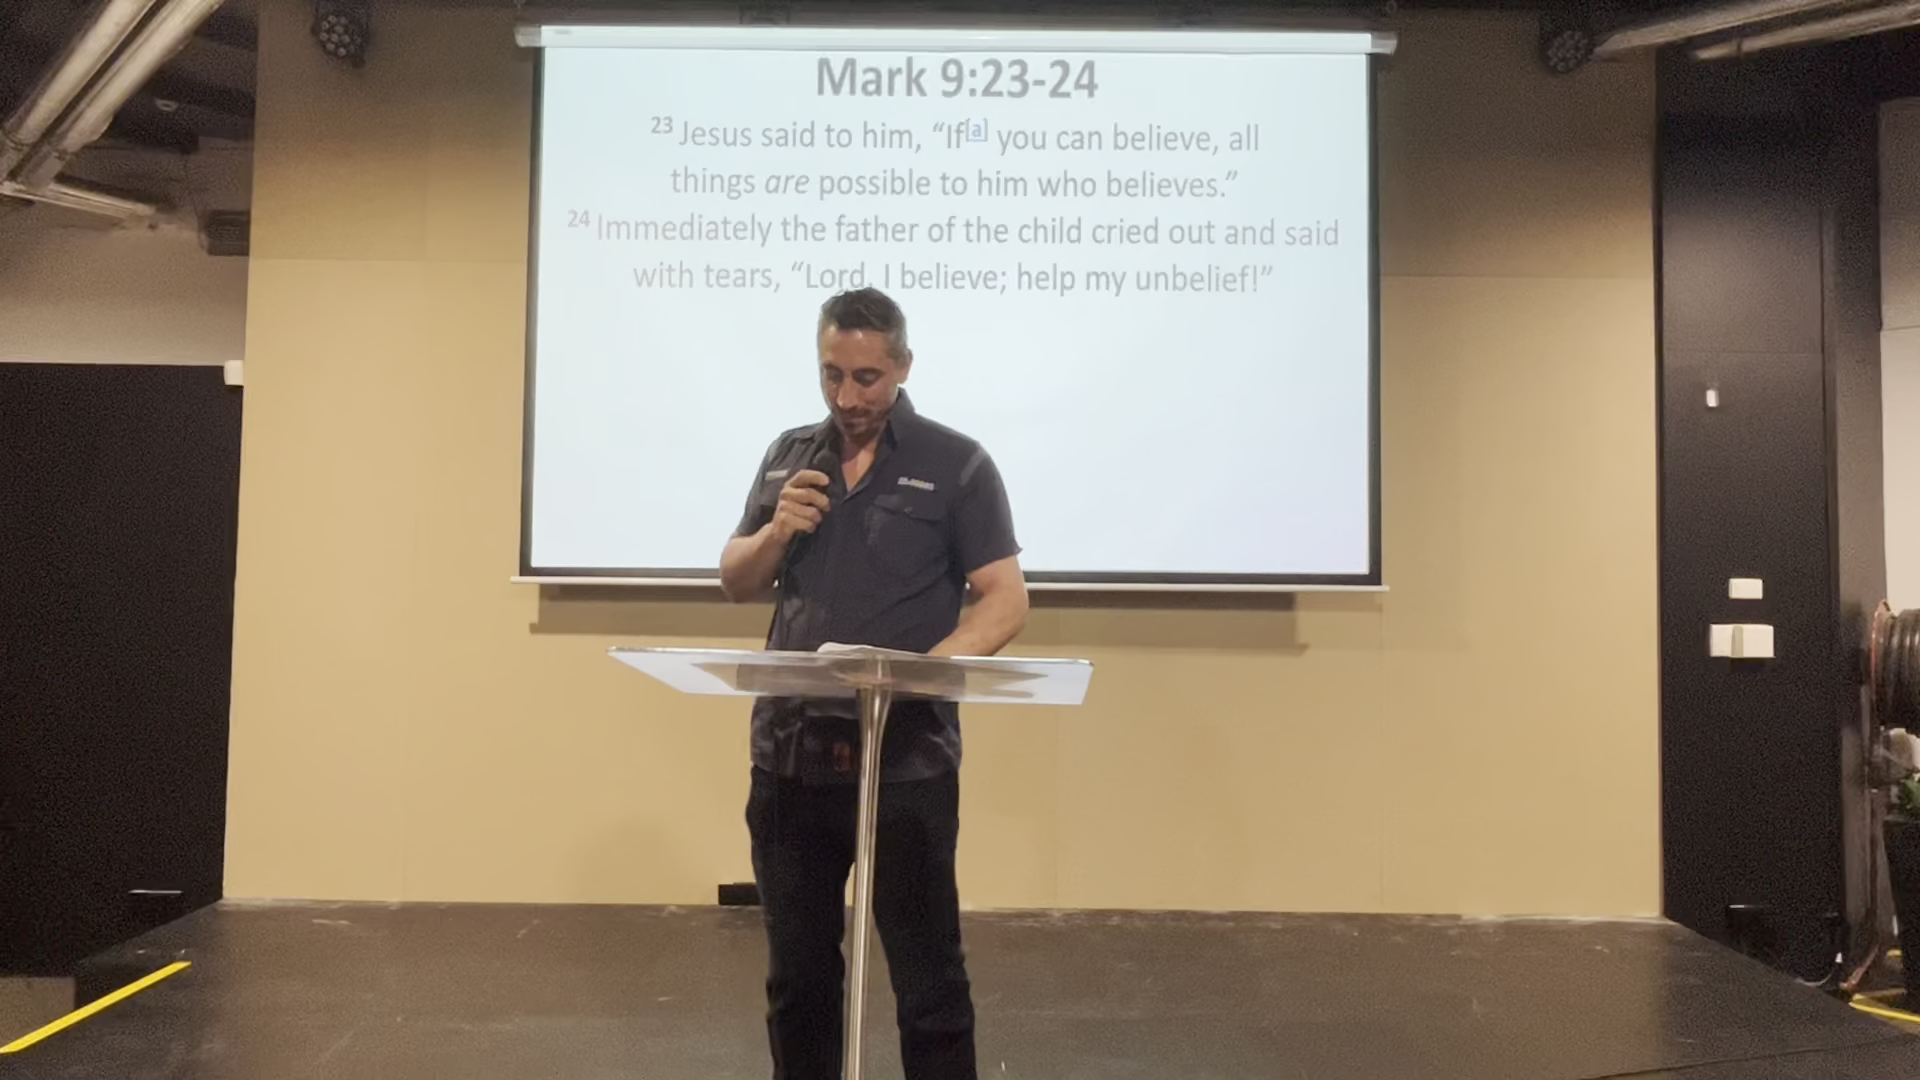 Mark 9:23-24
23 Jesus said to him, “If[a] you can believe, all
things are possible to him who believes.”
24 Immediately the father of the child cried out and said
with tears, “Lord, I believe; help my unbelief!”